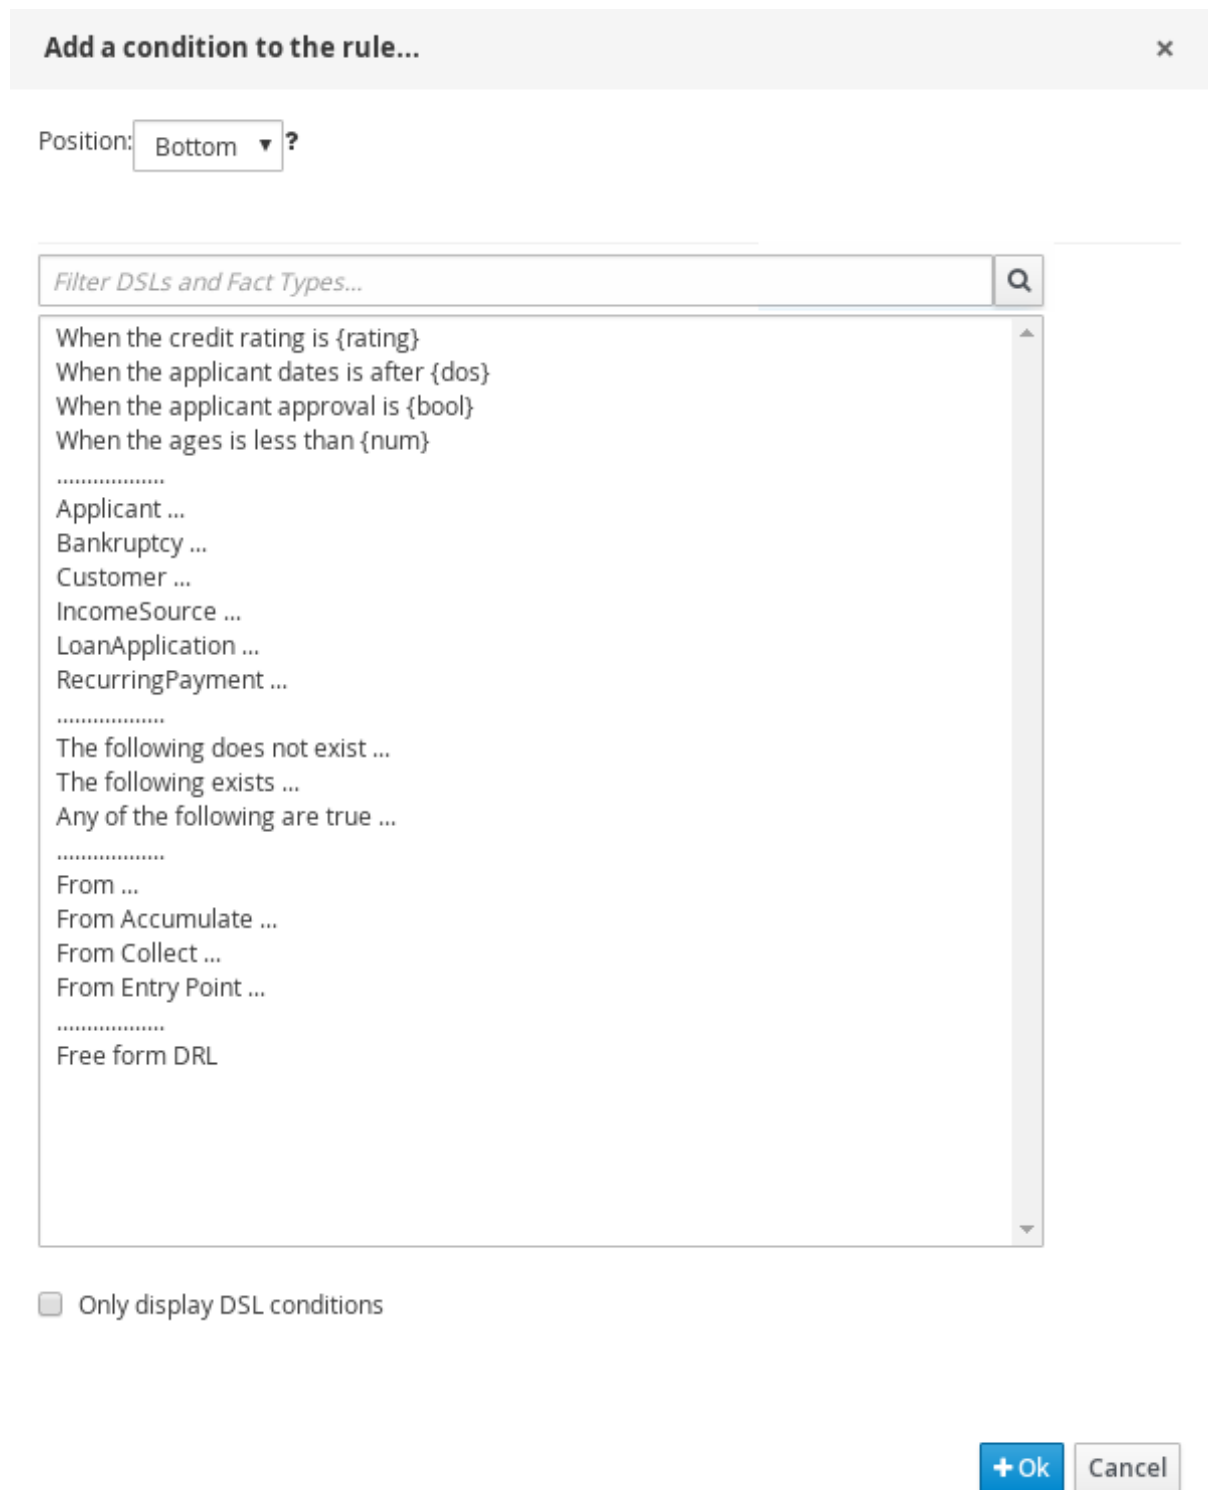 Add a condition to the rule...
×
Position: Bottom ▼ ?
Filter DSLs and Fact Types...
When the credit rating is {rating}
When the applicant dates is after {dos}
When the applicant approval is {bool}
When the ages is less than {num}
..................
Applicant ...
Bankruptcy ...
Customer ...
IncomeSource ...
LoanApplication ...
RecurringPayment ...
..................
The following does not exist ...
The following exists ...
Any of the following are true ...
..................
From ...
From Accumulate ...
From Collect ...
From Entry Point ...
..................
Free form DRL
Only display DSL conditions
+ Ok Cancel